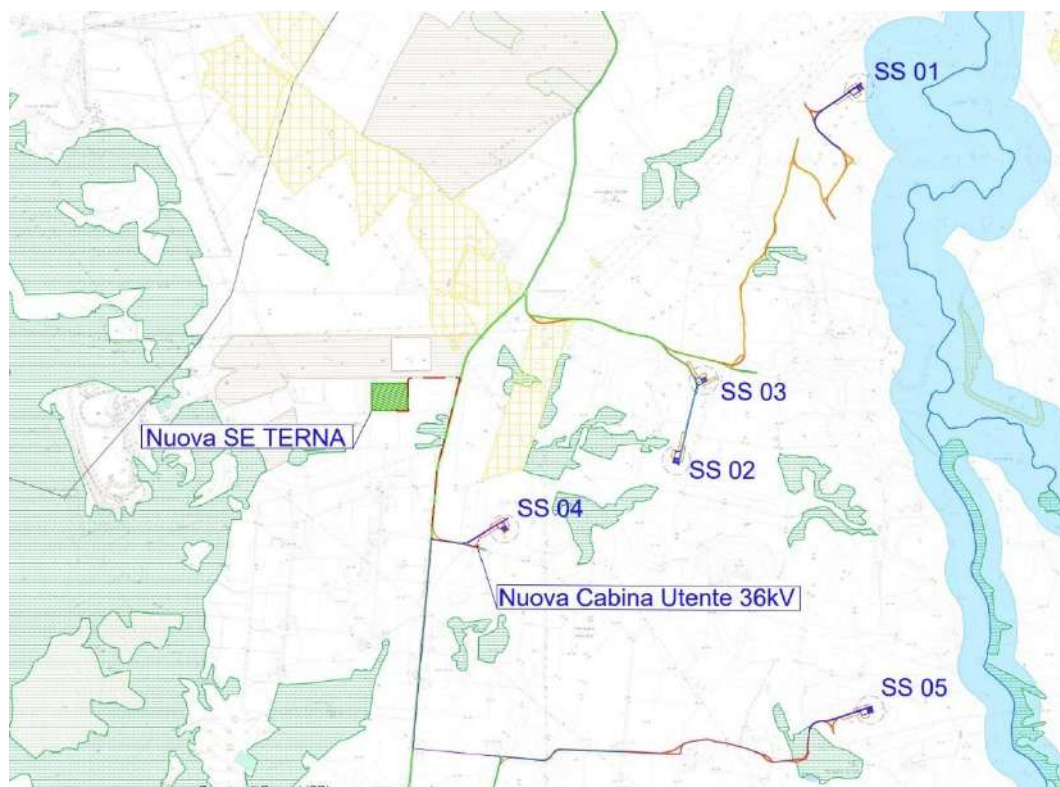 SS 01
SS 03
Nuova SE TERNA
SS 02
SS 04
Nuova Cabina Utente 36kV
SS 05